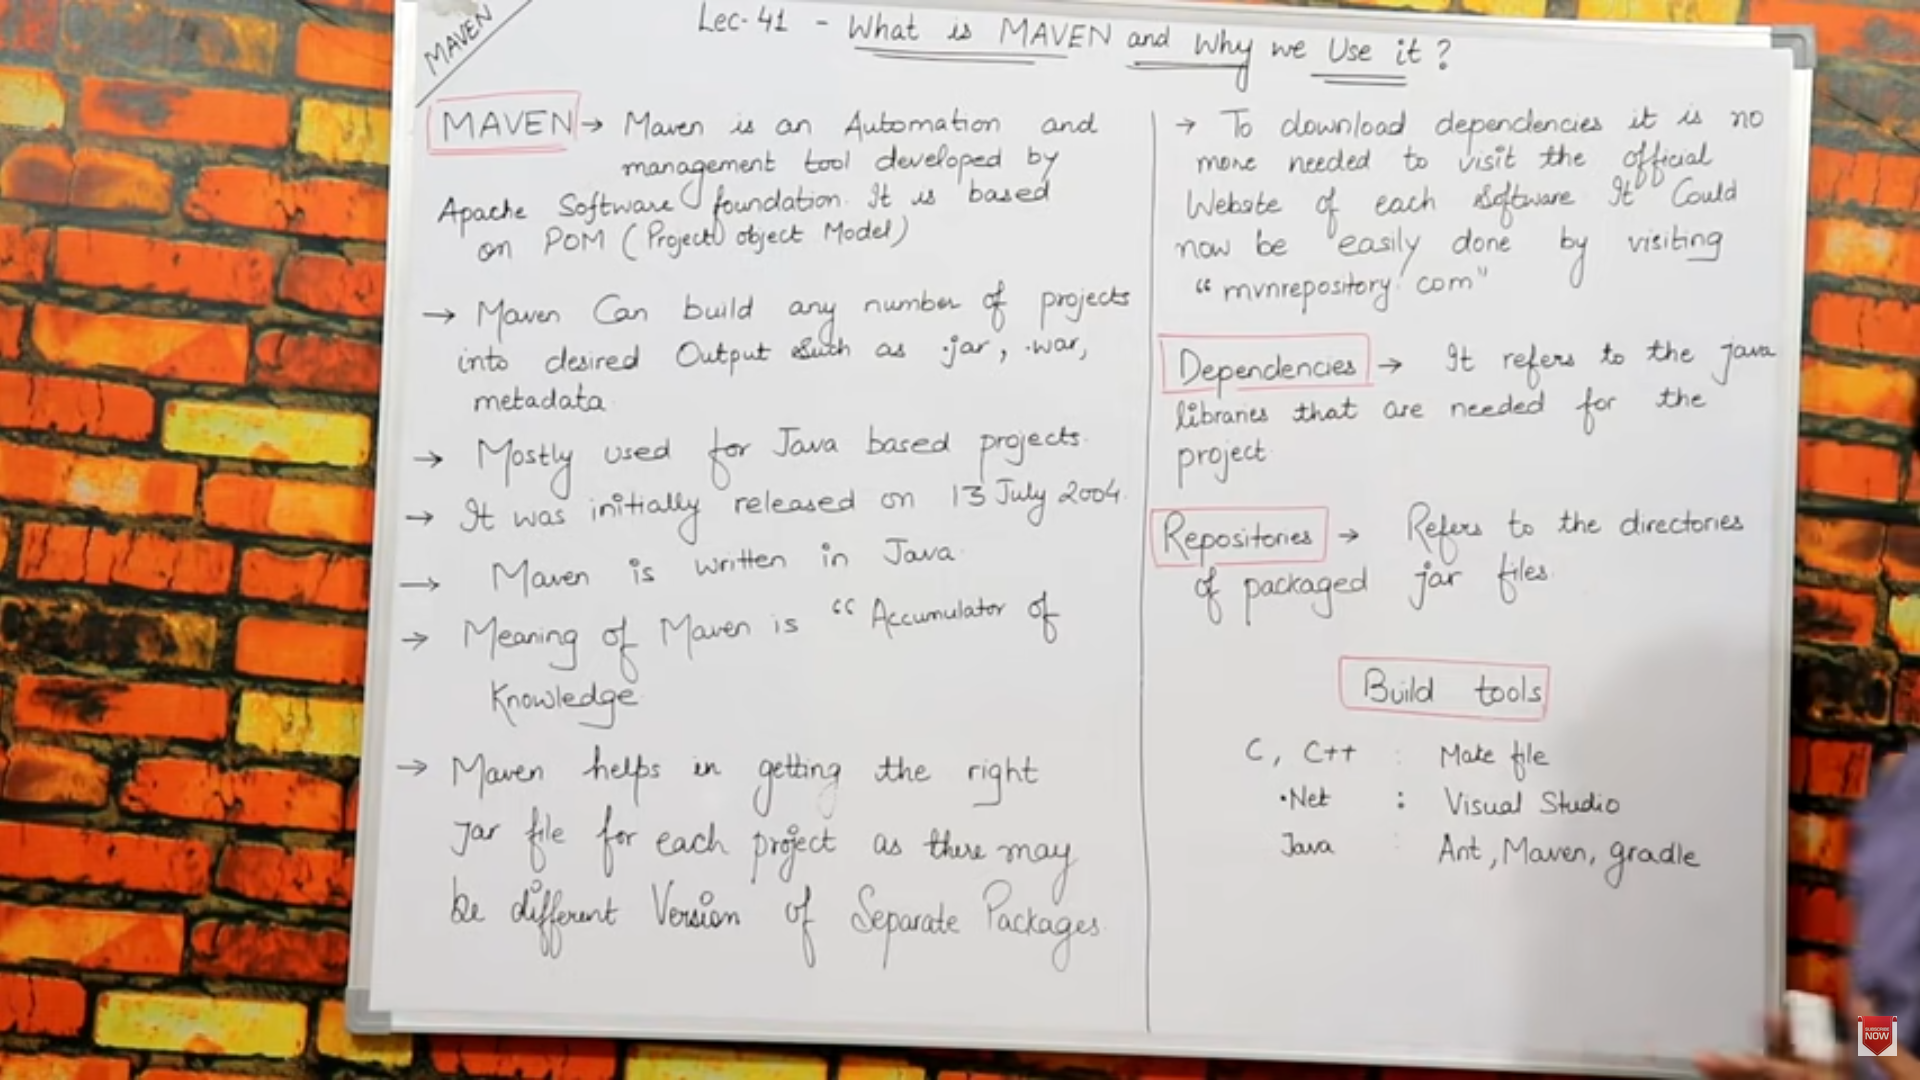 MAVEN
Lec-41 - What is MAVEN and Why we Use it?
MAVEN → Maven is an Automation and
management tool developed by
Apache Software foundation. It is based
on POM (Project object Model)
→ Maven Can build any number of projects
into desired Output Such as .jar, .war,
metadata.
→ Mostly used for Java based projects.
→ It was initially released on 13 July 2004.
→ Maven is written in Java.
→ Meaning of Maven is “Accumulator of
Knowledge
→ Maven helps in getting the right
jar file for each project as there may
be different Version of Separate Packages.
→ To download dependencies it is no
more needed to visit the official
Website of each Software It Could
now be easily done by visiting
“mvnrepository.com"
Dependencies → It refers to the java
libraries that are needed for the
project.
Repositories → Refers to the directories
of packaged jar files.
Build tools
C, C++ : Make file
.Net : Visual Studio
Java : Ant, Maven, gradle
SUBSCRIBE
NOW